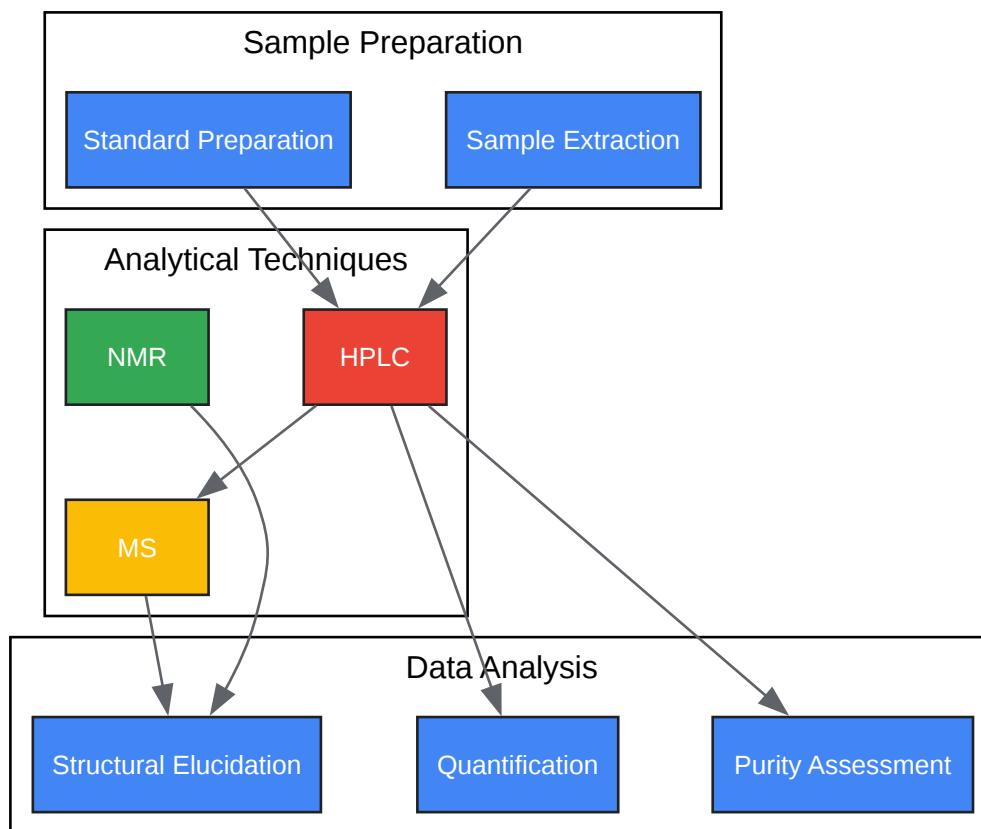 Sample Preparation
Standard Preparation
Sample Extraction
Analytical Techniques
NMR
HPLC
MS
Data Analysis
Structural Elucidation
Quantification
Purity Assessment